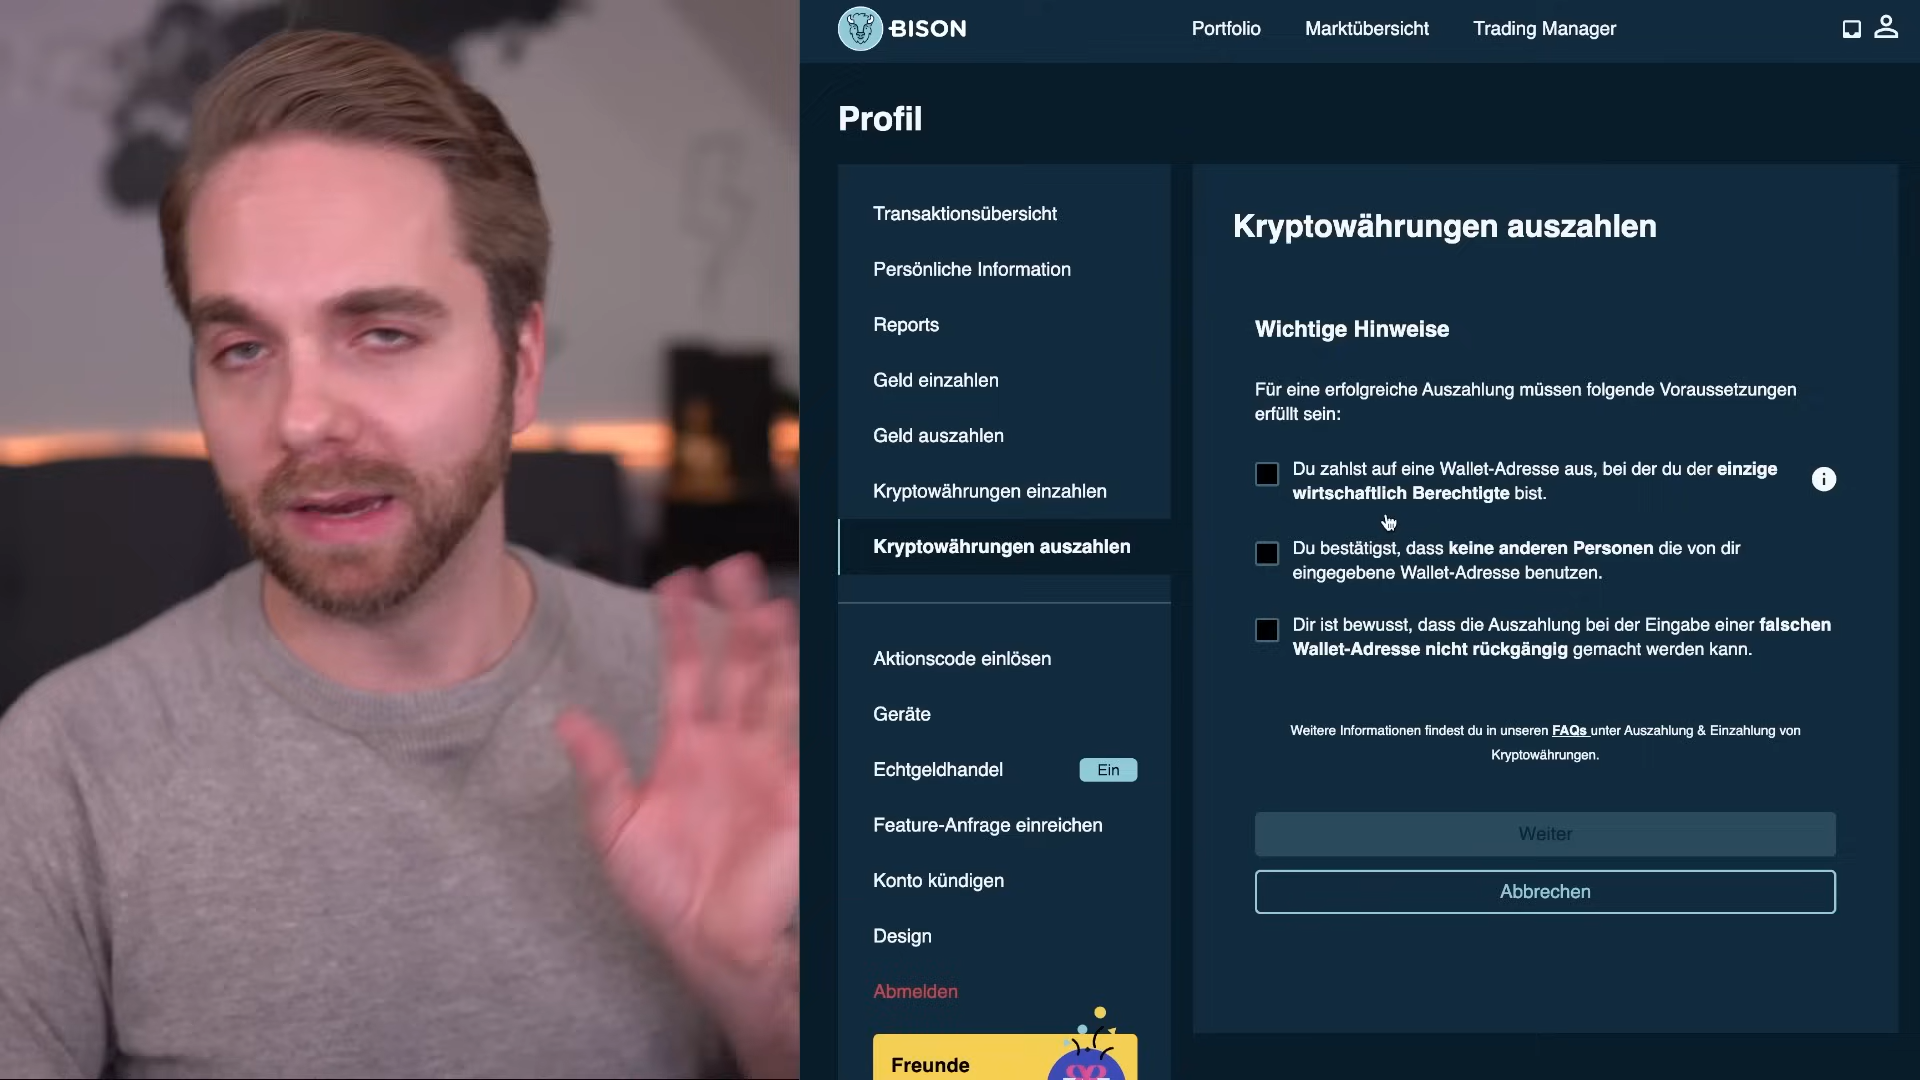 BISON
Portfolio
Marktübersicht
Trading Manager
Profil
Transaktionsübersicht
Persönliche Information
Reports
Geld einzahlen
Geld auszahlen
Kryptowährungen einzahlen
Kryptowährungen auszahlen
Aktionscode einlösen
Geräte
Echtgeldhandel
Ein
Feature-Anfrage einreichen
Konto kündigen
Design
Abmelden
Freunde
Kryptowährungen auszahlen
Wichtige Hinweise
Für eine erfolgreiche Auszahlung müssen folgende Voraussetzungen
erfüllt sein:
Du zahlst auf eine Wallet-Adresse aus, bei der du der einzige
wirtschaftlich Berechtigte bist.
i
Du bestätigst, dass keine anderen Personen die von dir
eingegebene Wallet-Adresse benutzen.
Dir ist bewusst, dass die Auszahlung bei der Eingabe einer falschen
Wallet-Adresse nicht rückgängig gemacht werden kann.
Weitere Informationen findest du in unseren FAQs unter Auszahlung & Einzahlung von
Kryptowährungen.
Weiter
Abbrechen